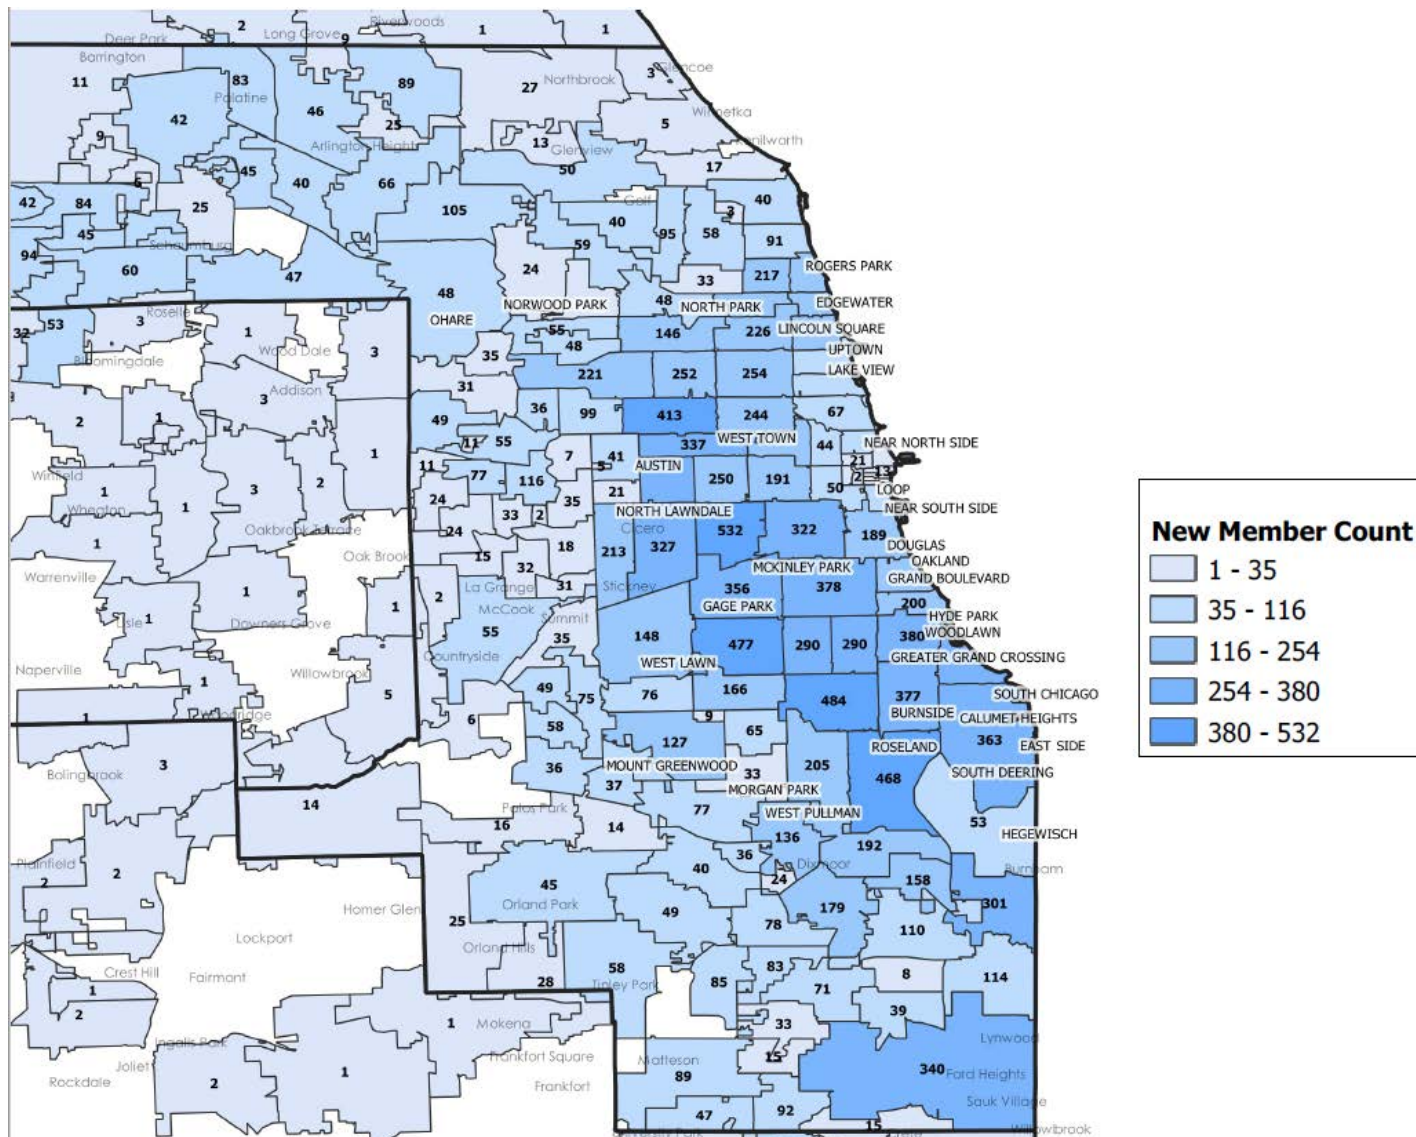 Riverwoods
2
Long Grove
1
1
Deer Park
9
Barrington
11
83
Palatine
89
27
Northbrook
3
Glencoe
46
25
Winnetka
42
5
9
Arlington Heights
13
Glenview
Kenilworth
50
17
45
40
66
6
42
84
25
105
Golf
40
3
40
45
95
58
91
Schaumburg
59
94
60
47
24
33
217
ROGERS PARK
48
NORWOOD PARK
48
NORTH PARK
EDGEWATER
OHARE
Roselle
53
3
32
1
55
146
226
LINCOLN SQUARE
48
UPTOWN
Bloomingdale
Wood Dale
3
35
LAKE VIEW
221
252
254
31
Addison
3
2
1
49
36
99
413
244
67
11
55
337
WEST TOWN
44
NEAR NORTH SIDE
7
41
1
11
77
5
AUSTIN
21
13
Winfield
116
250
191
2
LOOP
1
3
2
24
35
21
50
Wheaton
1
33
2
NORTH LAWNDALE
NEAR SOUTH SIDE
Oakbrook Terrace
24
Cicero
532
322
189
DOUGLAS
1
Oak Brook
15
18
213
327
OAKLAND
32
MCKINLEY PARK
Warrenville
La Grange
31
Stickney
356
378
GRAND BOULEVARD
1
1
2
McCook
GAGE PARK
200
HYDE PARK
1
Lisle
Downers Grove
Summit
55
35
148
477
290
290
380
WOODLAWN
Countryside
WEST LAWN
GREATER GRAND CROSSING
Naperville
Willowbrook
1
5
49
75
76
166
484
377
SOUTH CHICAGO
1
Woodridge
6
58
9
65
BURNSIDE
CALUMET HEIGHTS
127
363
EAST SIDE
3
36
MOUNT GREENWOOD
33
205
ROSELAND
468
SOUTH DEERING
Bolingbrook
37
MORGAN PARK
14
Palos Park
77
WEST PULLMAN
53
16
14
136
HEGEWISCH
Plainfield
2
2
36
192
40
Dixmoor
Burnham
45
24
158
Orland Park
179
301
Homer Glen
25
49
78
110
Lockport
Orland Hills
Crest Hill
Fairmont
58
83
8
114
1
28
Tinley Park
85
71
2
39
1
Mokena
33
Ingalls Park
Lynwood
Joliet
Frankfort Square
15
Matteson
Rockdale
2
1
Frankfort
89
340
Ford Heights
Sauk Village
47
92
15
University Park
Crete
Willowbrook
New Member Count
1 - 35
35 - 116
116 - 254
254 - 380
380 - 532